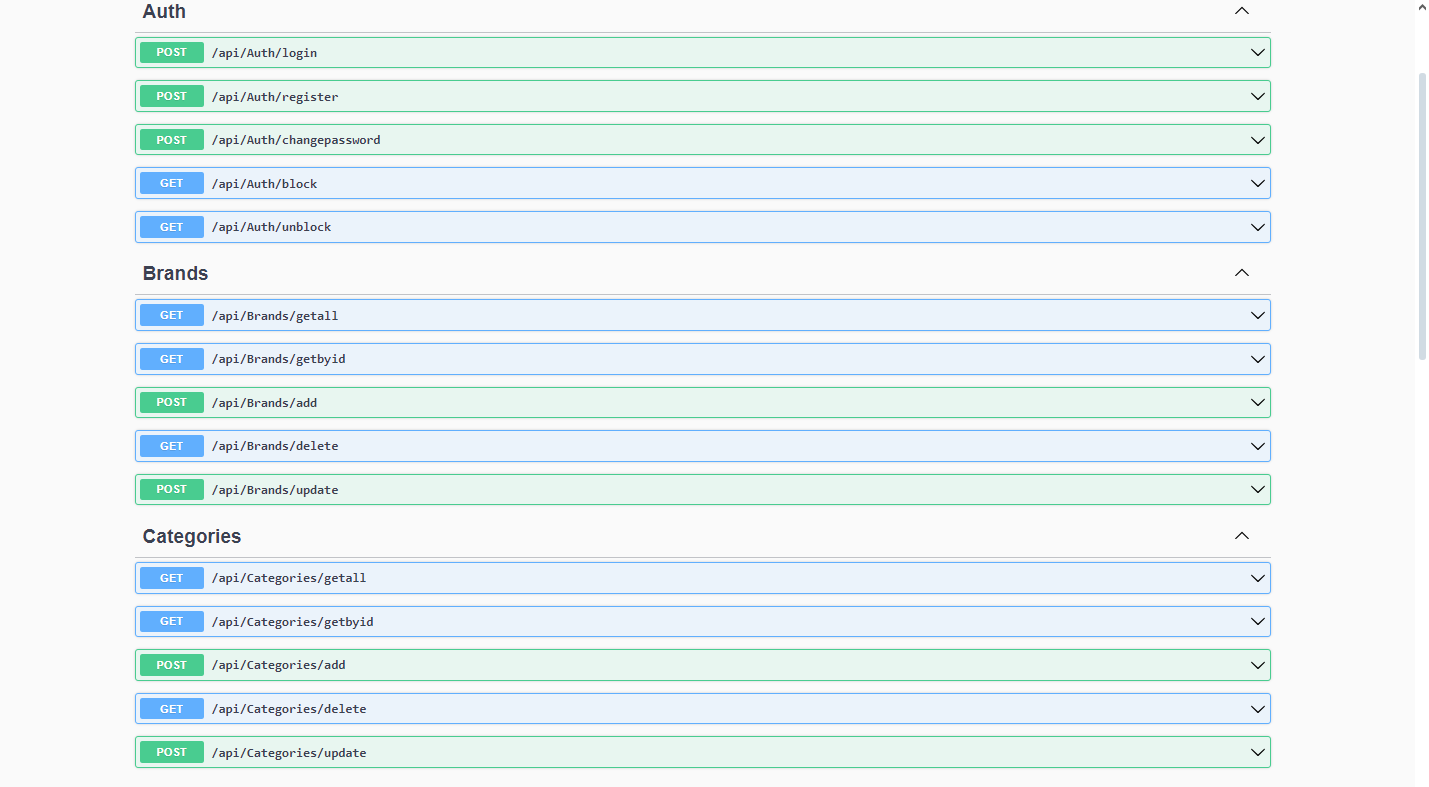 Auth
POST /api/Auth/login
POST /api/Auth/register
POST /api/Auth/changepassword
GET /api/Auth/block
GET /api/Auth/unblock
Brands
GET /api/Brands/getall
GET /api/Brands/getbyid
POST /api/Brands/add
GET /api/Brands/delete
POST /api/Brands/update
Categories
GET /api/Categories/getall
GET /api/Categories/getbyid
POST /api/Categories/add
GET /api/Categories/delete
POST /api/Categories/update